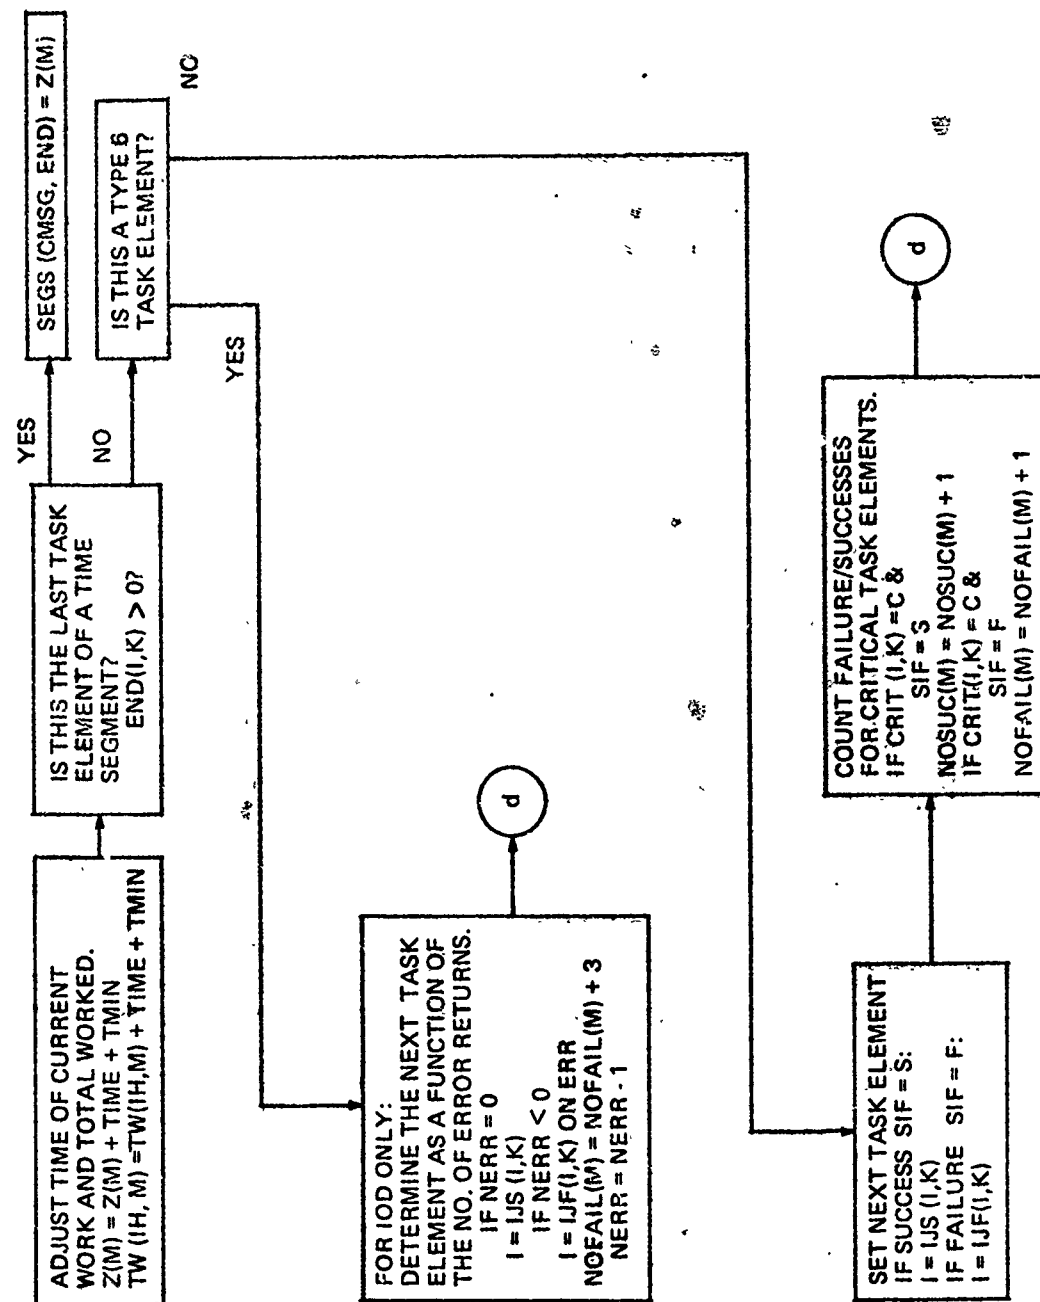 ADJUST TIME OF CURRENT
WORK AND TOTAL WORKED.
Z(M) = Z(M) + TIME + TMIN
TW (IH, M) =TW(IH,M) + TIME + TMIN
IS THIS THE LAST TASK
ELEMENT OF A TIME
SEGMENT?
END(I,K) > 0?
YES
NO
SEGS (CMSG, END) = Z(M)
IS THIS A TYPE 6
TASK ELEMENT?
YES
NO
FOR IOD ONLY:
DETERMINE THE NEXT TASK
ELEMENT AS A FUNCTION OF
THE NO. OF ERROR RETURNS.
IF NERR = 0
I = IJS (I,K)
IF NERR < 0
I = IJF(I,K) ON ERR
NOFAIL(M) = NOFAIL(M) + 3
NERR = NERR - 1
d
SET NEXT TASK ELEMENT
IF SUCCESS SIF = S:
I = IJS (I,K)
IF FAILURE SIF = F:
I = IJF(I,K)
COUNT FAILURE/SUCCESSES
FOR CRITICAL TASK ELEMENTS.
IF CRIT (I,K) = C &
SIF = S
NOSUC(M) = NOSUC(M) + 1
IF CRIT(I,K) = C &
SIF = F
NOFAIL(M) = NOFAIL(M) + 1
d